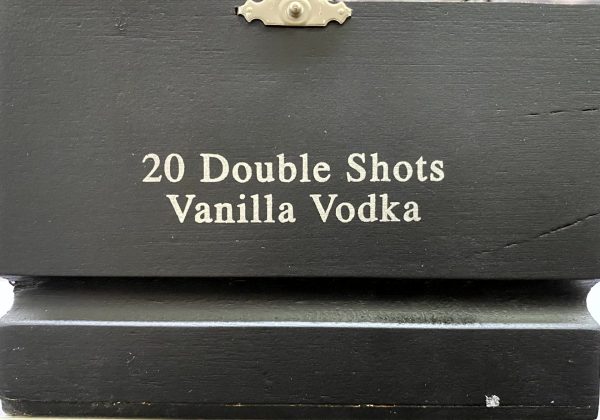 20 Double Shots
Vanilla Vodka